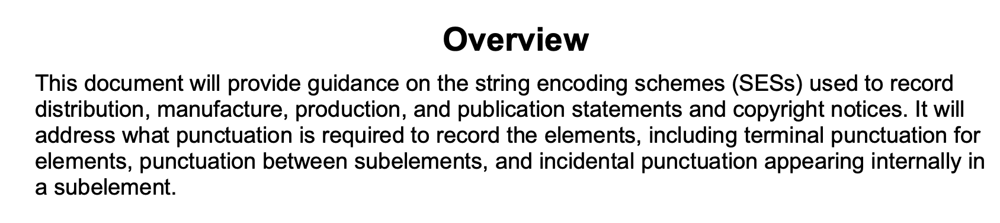 Overview
This document will provide guidance on the string encoding schemes (SESs) used to record
distribution, manufacture, production, and publication statements and copyright notices. It will
address what punctuation is required to record the elements, including terminal punctuation for
elements, punctuation between subelements, and incidental punctuation appearing internally in
a subelement.